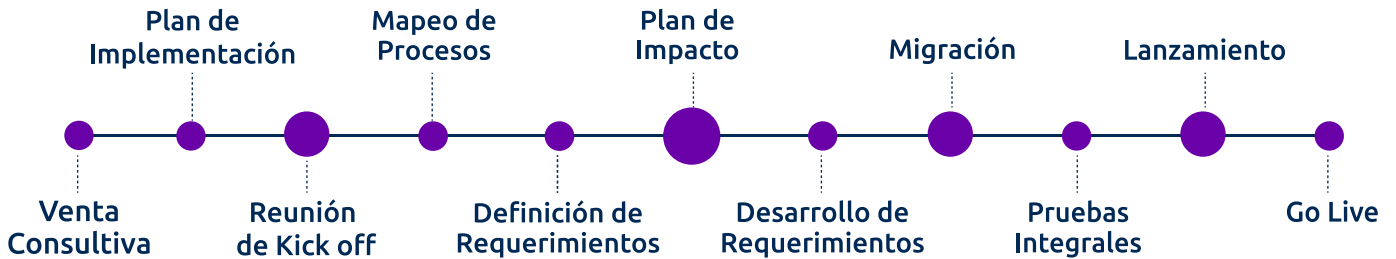 Plan de
Implementación
Mapeo de
Procesos
Plan de
Impacto
Migración
Lanzamiento
Venta
Consultiva
Reunión
de Kick off
Definición de
Requerimientos
Desarrollo de
Requerimientos
Pruebas
Integrales
Go Live